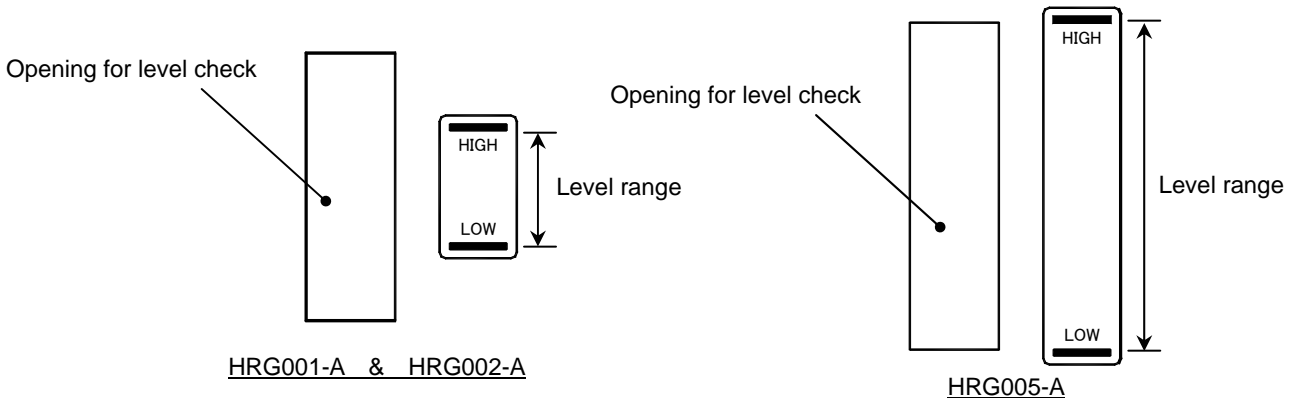 Opening for level check
HIGH
Level range
LOW
HRG001-A & HRG002-A
Opening for level check
HIGH
Level range
LOW
HRG005-A